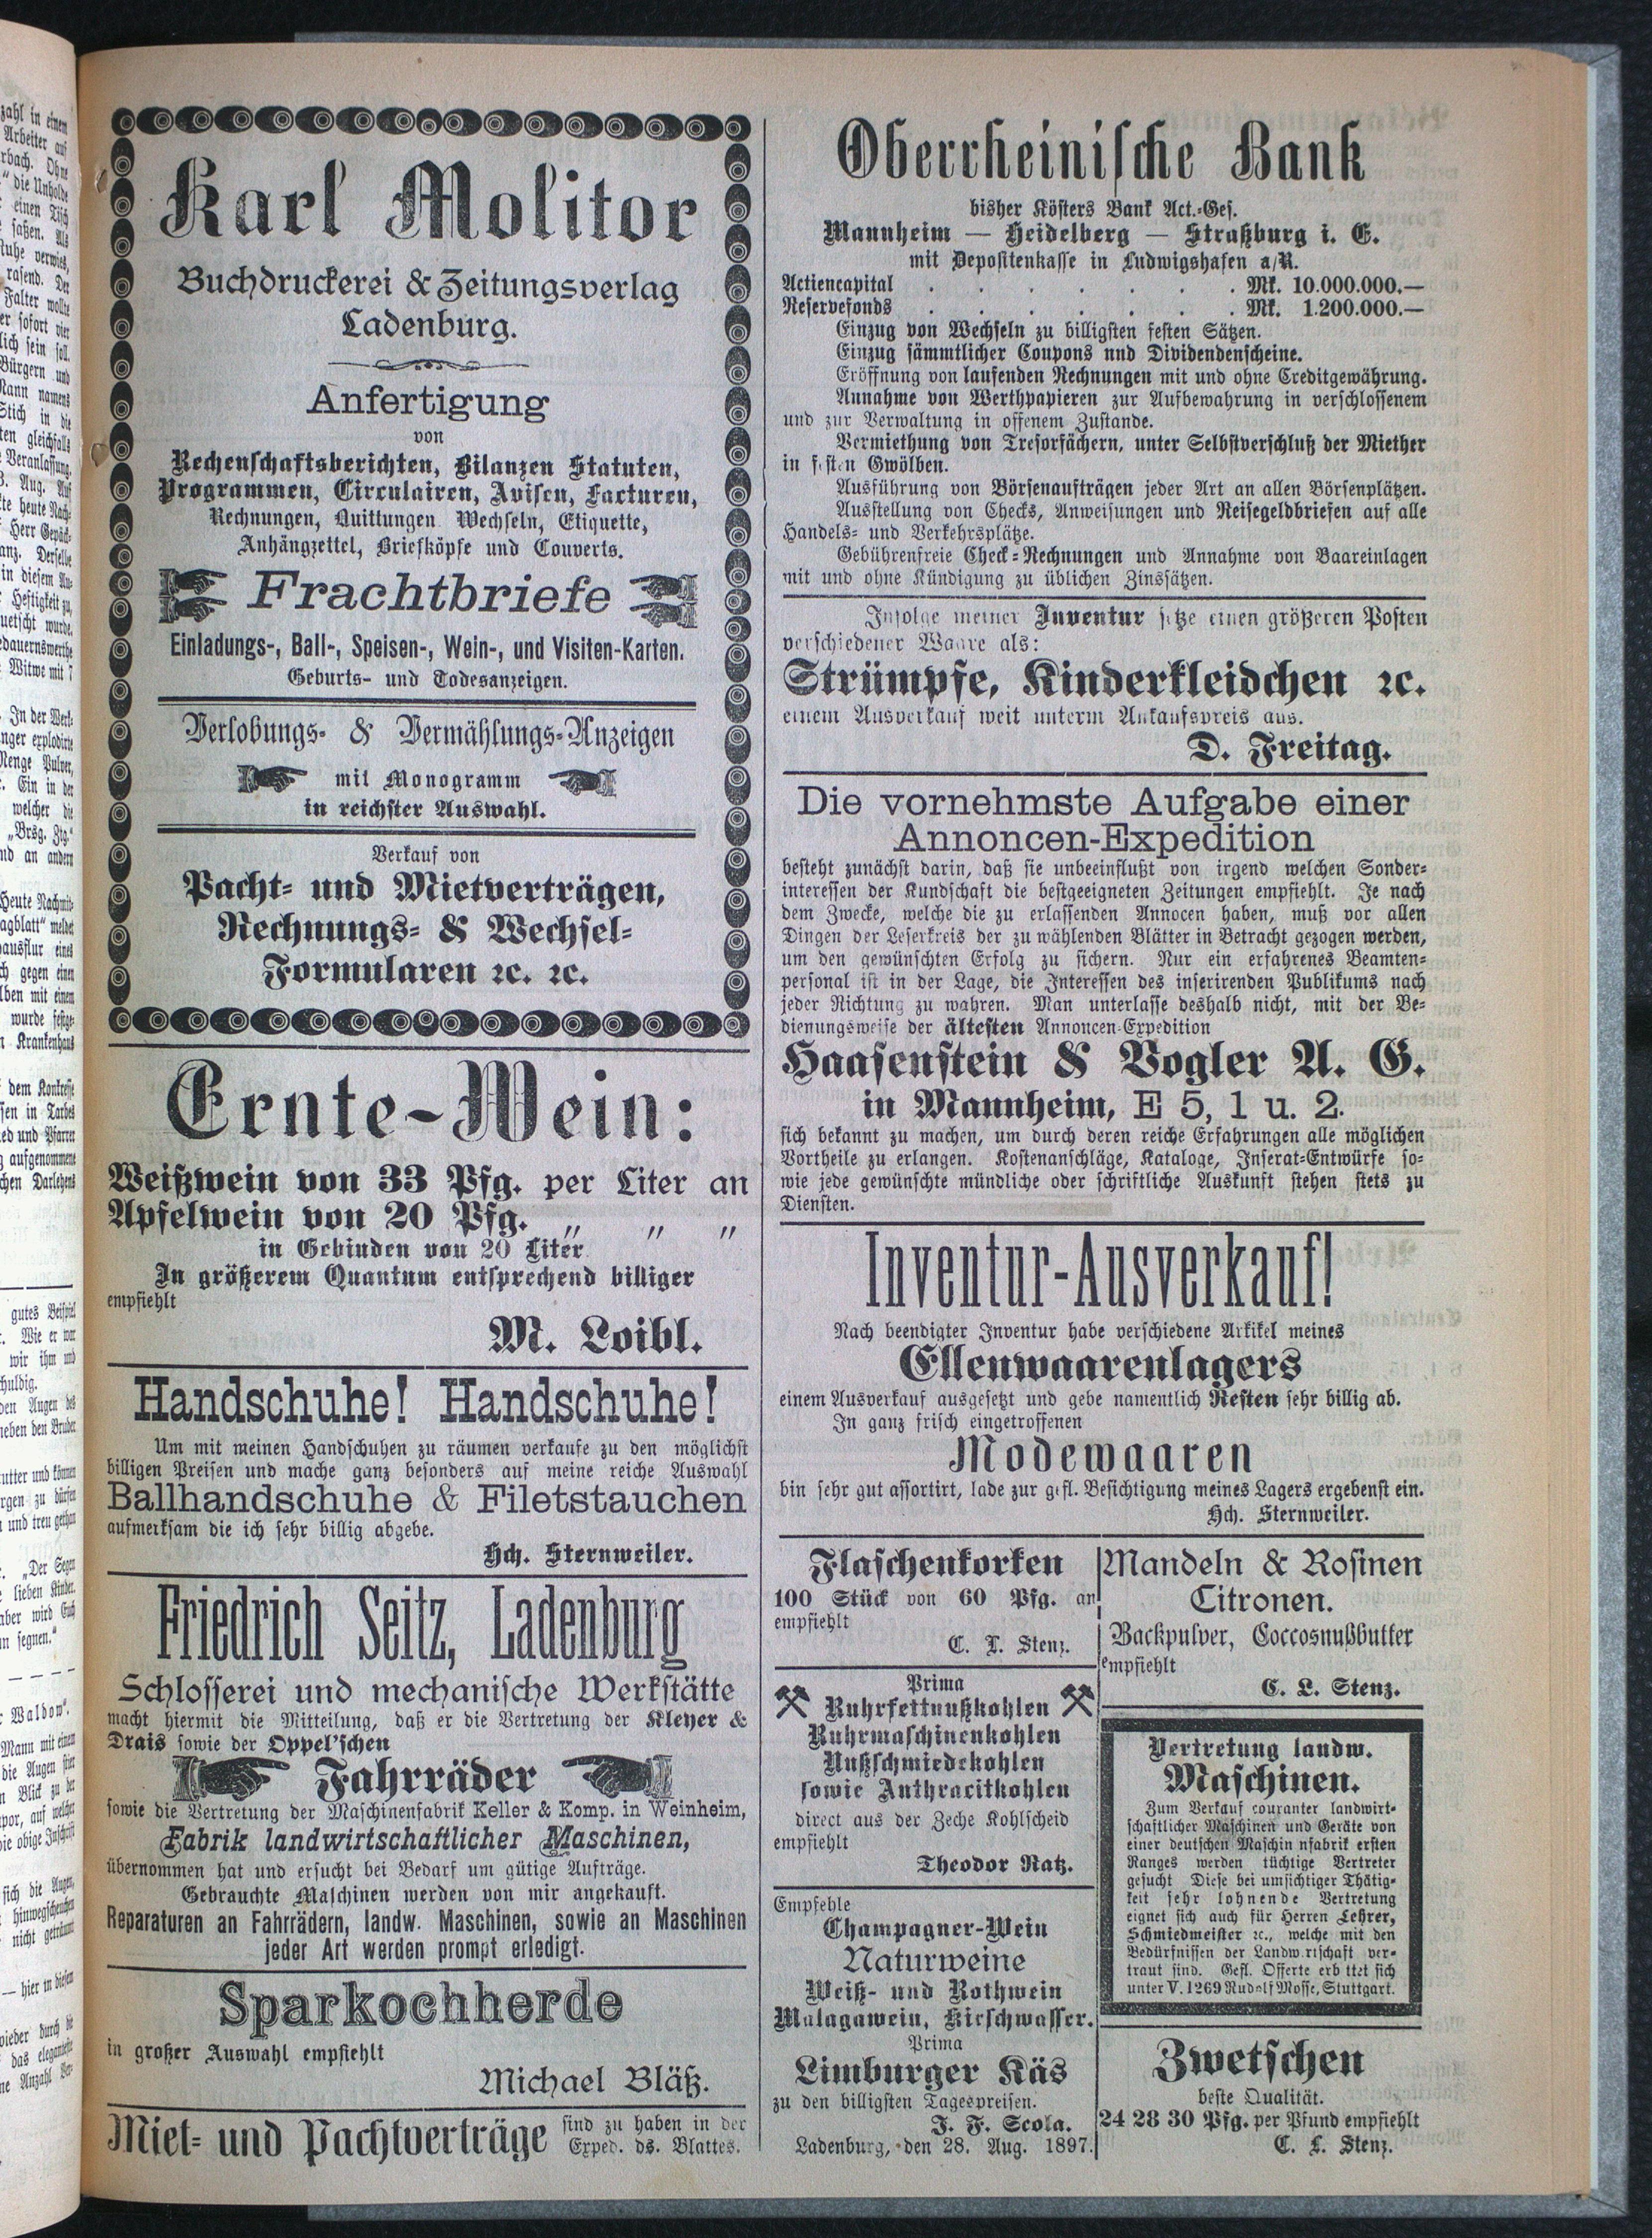 Karl Molitor
Buchdruckerei & Zeitungsverlag
Ladenburg.
Anfertigung
von
Rechenschaftsberichten, Bilanzen Statuten,
Programmen, Circulairen, Avisen, Facturen,
Rechnungen, Quittungen Wechseln, Etiquette,
Anhängzettel, Briefköpfe und Couverts.
Frachtbriefe
Einladungs-, Ball-, Speisen-, Wein-, und Visiten-Karten.
Geburts- und Todesanzeigen.
Verlobungs- & Vermählungs-Anzeigen
mit Monogramm
in reichster Auswahl.
Verkauf von
Pacht- und Mietverträgen,
Rechnungs- & Wechsel-
Formularen ꝛc. ꝛc.
Ernte-Wein:
Weißwein von 33 Pfg. per Liter an
Apfelwein von 20 Pfg. „ „ „
in Gebinden von 20 Liter
In größerem Quantum entsprechend billiger
empfiehlt
M. Loibl.
Handschuhe! Handschuhe!
Um mit meinen Handschuhen zu räumen verkaufe zu den möglichst
billigen Preisen und mache ganz besonders auf meine reiche Auswahl
Ballhandschuhe & Filetstauchen
aufmerksam die ich sehr billig abgebe.
Hch. Sternweiler.
Friedrich Seitz, Ladenburg
Schlosserei und mechanische Werkstätte
macht hiermit die Mitteilung, daß er die Vertretung der Kleyer &
Drais sowie der Oppel'schen
Fahrräder
sowie die Vertretung der Maschinenfabrik Keller & Komp. in Weinheim,
Fabrik landwirtschaftlicher Maschinen,
übernommen hat und ersucht bei Bedarf um gütige Aufträge.
Gebrauchte Maschinen werden von mir angekauft.
Reparaturen an Fahrrädern, landw. Maschinen, sowie an Maschinen
jeder Art werden prompt erledigt.
Sparkochherde
in großer Auswahl empfiehlt
Michael Bläß.
Miet- und Pachtverträge sind zu haben in der
Exped. ds. Blattes.
Oberrheinische Bank
bisher Kösters Bank Act.-Ges.
Mannheim — Heidelberg — Straßburg i. E.
mit Depositenkasse in Ludwigshafen a/R.
Actiencapital . . . . . . . Mk. 10.000.000.—
Reservefonds . . . . . . . Mk. 1.200.000.—
Einzug von Wechseln zu billigsten festen Sätzen.
Einzug sämmtlicher Coupons und Dividendenscheine.
Eröffnung von laufenden Rechnungen mit und ohne Creditgewährung.
Annahme von Werthpapieren zur Aufbewahrung in verschlossenem
und zur Verwaltung in offenem Zustande.
Vermiethung von Tresorfächern, unter Selbstverschluß der Miether
in festen Gwölben.
Ausführung von Börsenaufträgen jeder Art an allen Börsenplätzen.
Ausstellung von Checks, Anweisungen und Reisegeldbriefen auf alle
Handels- und Verkehrsplätze.
Gebührenfreie Check-Rechnungen und Annahme von Baareinlagen
mit und ohne Kündigung zu üblichen Zinssätzen.
Infolge meiner Inventur setze einen größeren Posten
verschiedener Waare als:
Strümpfe, Kinderkleidchen ꝛc.
einem Ausverkauf weit unterm Ankaufspreis aus.
D. Freitag.
Die vornehmste Aufgabe einer
Annoncen-Expedition
besteht zunächst darin, daß sie unbeeinflußt von irgend welchen Sonder-
interessen der Kundschaft die bestgeeigneten Zeitungen empfiehlt. Je nach
dem Zwecke, welche die zu erlassenden Annocen haben, muß vor allen
Dingen der Leserkreis der zu wählenden Blätter in Betracht gezogen werden,
um den gewünschten Erfolg zu sichern. Nur ein erfahrenes Beamten-
personal ist in der Lage, die Interessen des inserirenden Publikums nach
jeder Richtung zu wahren. Man unterlasse deshalb nicht, mit der Be-
dienungsweise der ältesten Annoncen-Expedition
Haasenstein & Vogler A. G.
in Mannheim, E 5, 1 u. 2.
sich bekannt zu machen, um durch deren reiche Erfahrungen alle möglichen
Vortheile zu erlangen. Kostenanschläge, Kataloge, Inserat-Entwürfe so-
wie jede gewünschte mündliche oder schriftliche Auskunft stehen stets zu
Diensten.
Inventur-Ausverkauf!
Nach beendigter Inventur habe verschiedene Artikel meines
Ellenwaarenlagers
einem Ausverkauf ausgesetzt und gebe namentlich Resten sehr billig ab.
In ganz frisch eingetroffenen
Modewaaren
bin sehr gut assortirt, lade zur gefl. Besichtigung meines Lagers ergebenst ein.
Hch. Sternweiler.
Flaschenkorken
100 Stück von 60 Pfg. an
empfiehlt
C. L. Stenz.
Prima
Ruhrfettnußkohlen
Ruhrmaschinenkohlen
Nußschmiedekohlen
sowie Anthracitkohlen
direct aus der Zeche Kohlscheid
empfiehlt
Theodor Ratz.
Empfehle
Champagner-Wein
Naturweine
Weiß- und Rothwein
Malagawein, Kirschwasser.
Prima
Limburger Käs
zu den billigsten Tagespreisen.
J. F. Scola.
Ladenburg, den 28. Aug. 1897.
Mandeln & Rosinen
Citronen.
Backpulver, Coccosnußbutter
empfiehlt
C. L. Stenz.
Vertretung landw.
Maschinen.
Zum Verkauf couranter landwirt-
schaftlicher Maschinen und Geräte von
einer deutschen Maschin nfabrik ersten
Ranges werden tüchtige Vertreter
gesucht Diese bei umsichtiger Thätig-
keit sehr lohnende Vertretung
eignet sich auch für Herren Lehrer,
Schmiedmeister ꝛc., welche mit den
Bedürfnissen der Landw.rtschaft ver-
traut sind. Gefl. Offerte erb ttet sich
unter V. 1269 Rudolf Mosse, Stuttgart.
Zwetschen
beste Qualität.
24 28 30 Pfg. per Pfund empfiehlt
C. L. Stenz.